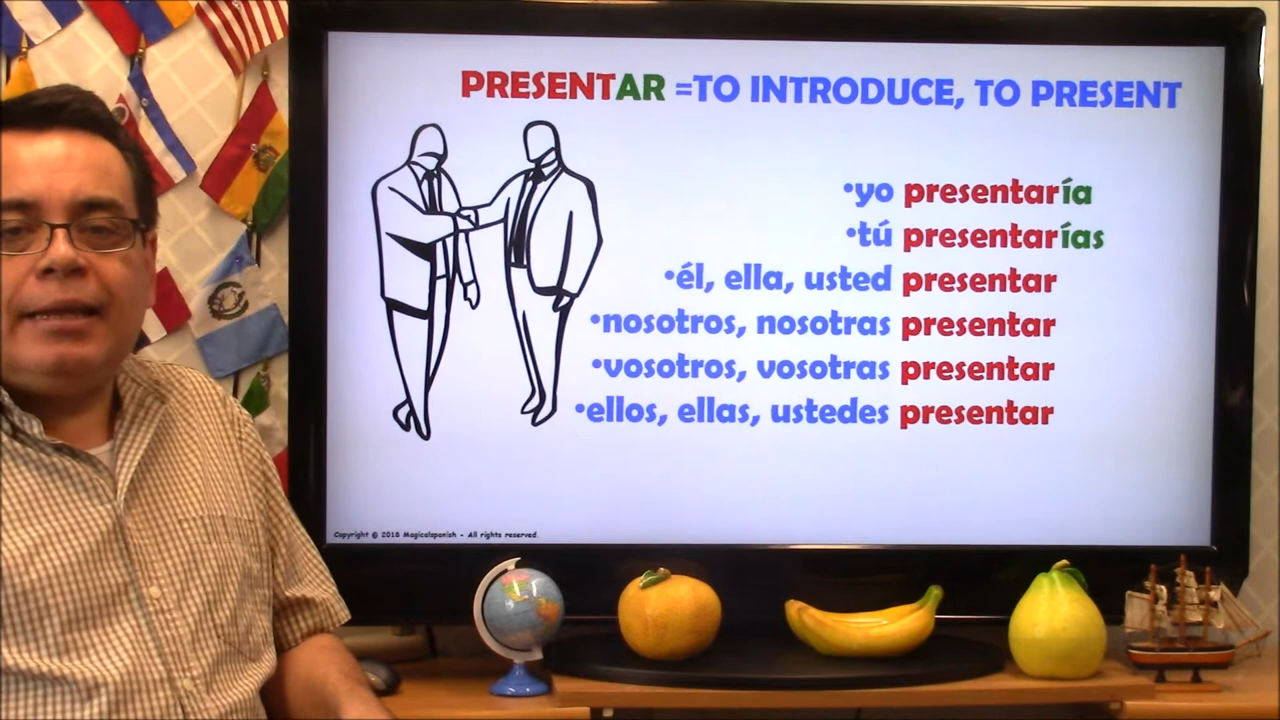 PRESENTAR =TO INTRODUCE, TO PRESENT
•yo presentaría
•tú presentarías
•él, ella, usted presentar
•nosotros, nosotras presentar
•vosotros, vosotras presentar
•ellos, ellas, ustedes presentar
Copyright © 2018 Magicalspanish - All rights reserved.